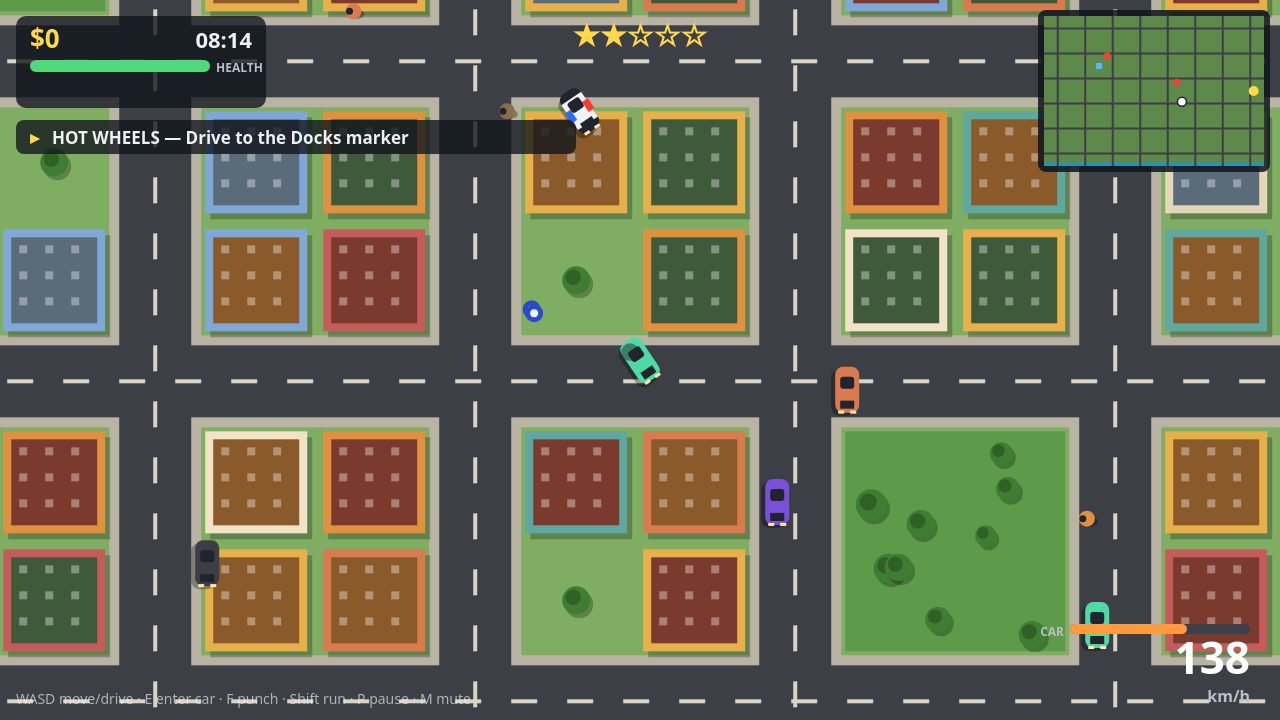 $0
08:14
HEALTH
► HOT WHEELS — Drive to the Docks marker
CAR
138
km/h
WASD move/drive · E enter car · F punch · Shift run · P pause · M mute